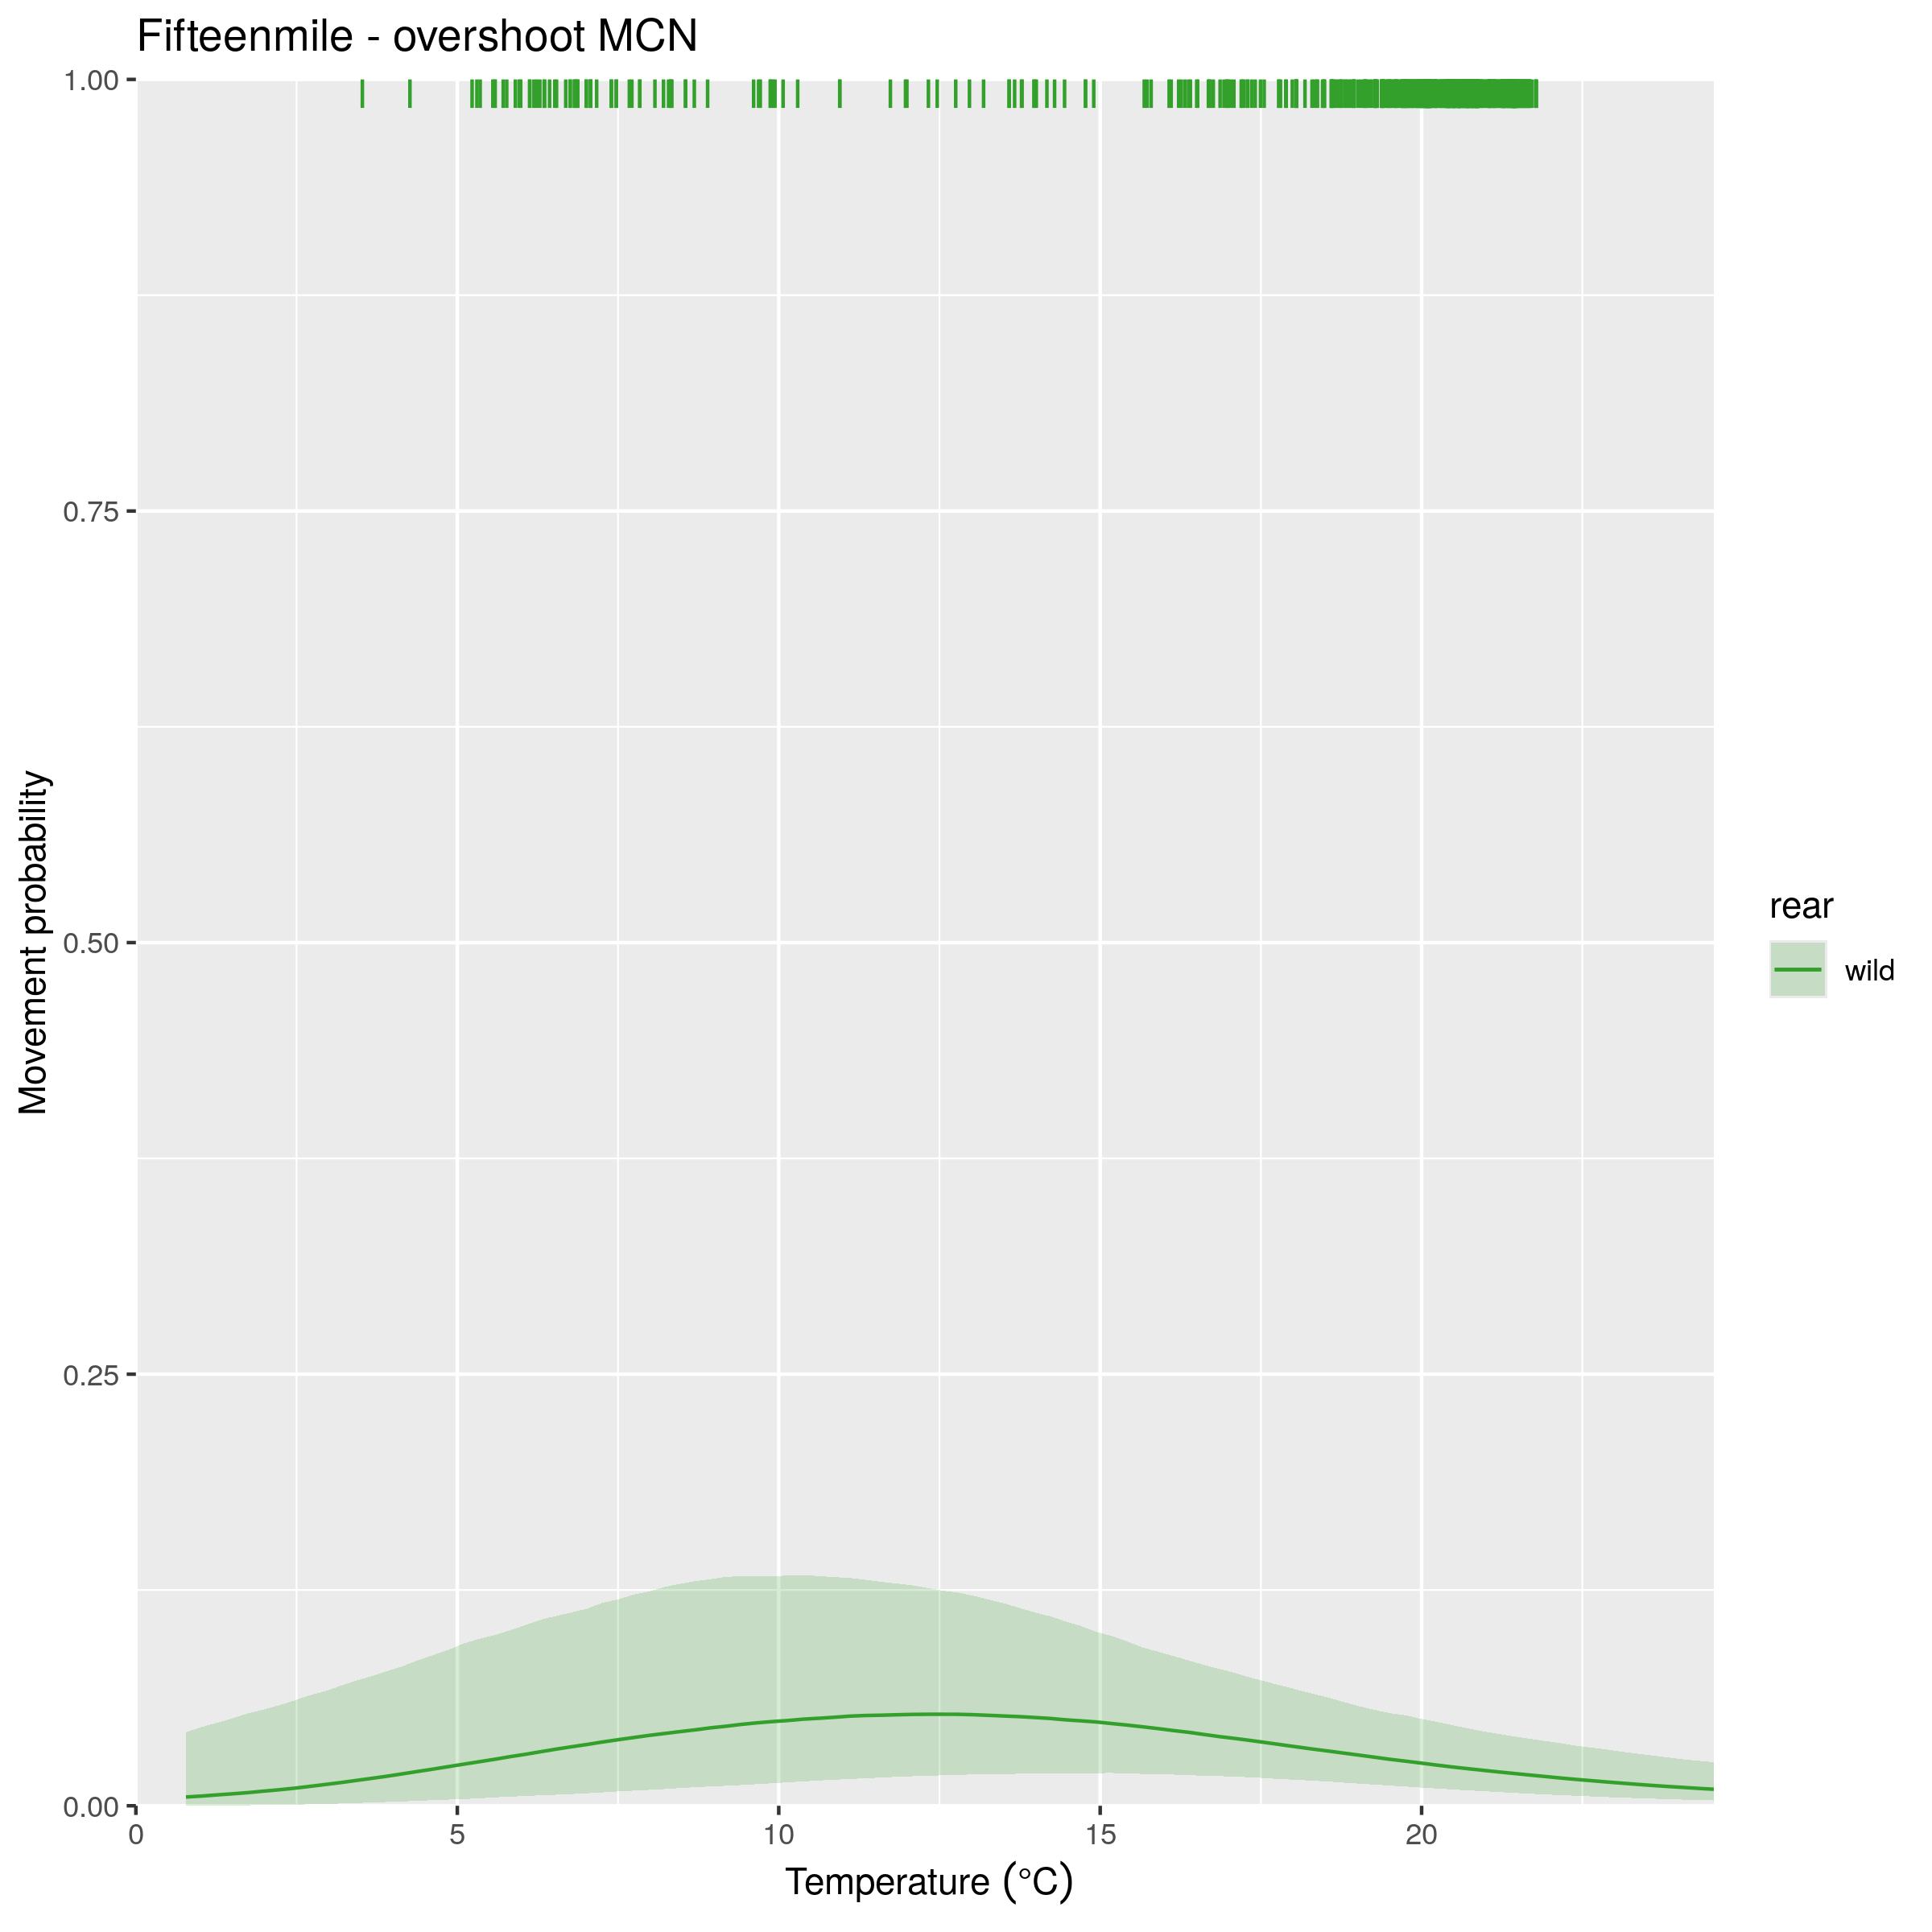 Fifteenmile - overshoot MCN
1.00
0.75
0.50
0.25
0.00
0
5
10
15
20
Temperature (°C)
Movement probability
rear
wild